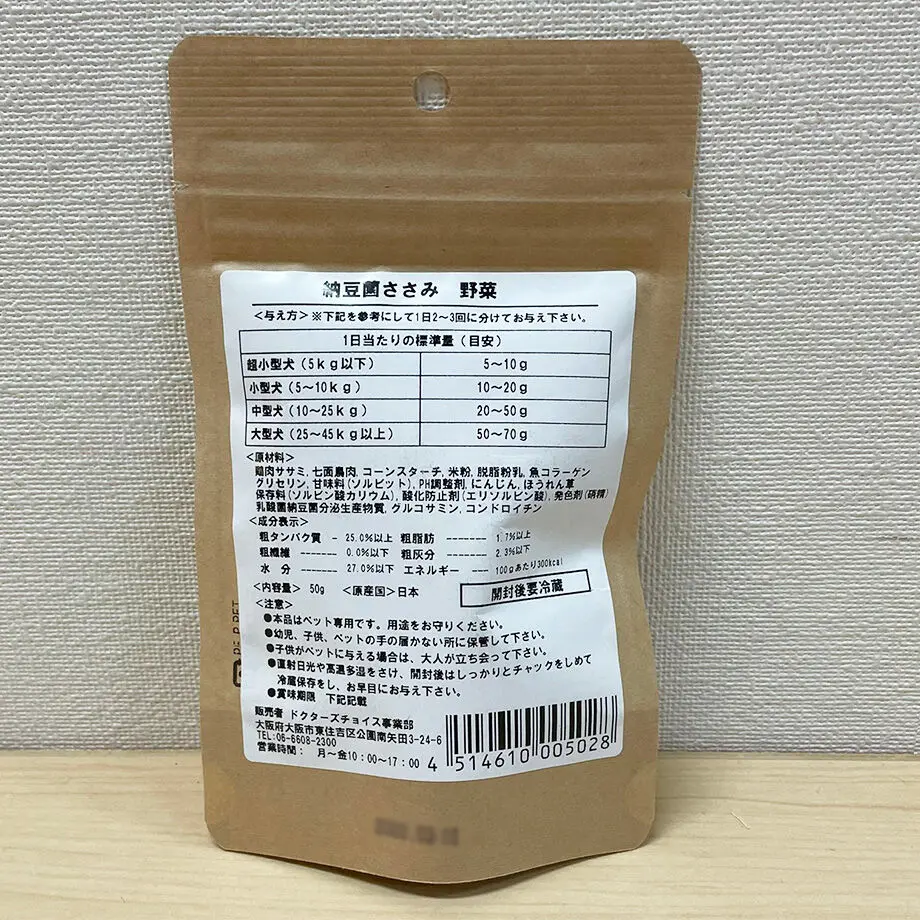 納豆菌ささみ 野菜
<与え方>※下記を参考にして1日2~3回に分けてお与え下さい。
1日当たりの標準量(目安)
超小型犬(5kg以下) 5~10g
小型犬(5~10kg) 10~20g
中型犬(10~25kg) 20~50g
大型犬(25~45kg以上) 50~70g
<原材料>
鶏肉ササミ, 七面鳥肉, コーンスターチ, 米粉, 脱脂粉乳, 魚コラーゲン
グリセリン, 甘味料(ソルビット), PH調整剤, にんじん, ほうれん草
保存料(ソルビン酸カリウム), 酸化防止剤(エリソルビン酸), 発色剤(硝精)
乳酸菌納豆菌分泌生産物質, グルコサミン, コンドロイチン
<成分表示>
粗タンパク質 - 25.0%以上 粗脂肪 ------- 1.7%以上
粗繊維 ------- 0.0%以下 粗灰分 ------- 2.3%以下
水 分 ------- 27.0%以下 エネルギー --- 100gあたり300kcal
<内容量> 50g <原産国>日本 開封後要冷蔵
<注意>
●本品はペット専用です。用途をお守りください。
●幼児、子供、ペットの手の届かない所に保管して下さい。
●子供がペットに与える場合は、大人が立ち会って下さい。
●直射日光や高温多湿をさけ、開封後はしっかりとチャックをしめて
冷蔵保存をし、お早目にお与え下さい。
●賞味期限 下記記載
販売者 ドクターズチョイス事業部
大阪府大阪市東住吉区公園南矢田3-24-6
TEL:06-6608-2300
営業時間: 月~金10:00~17:00
4 514610 005028